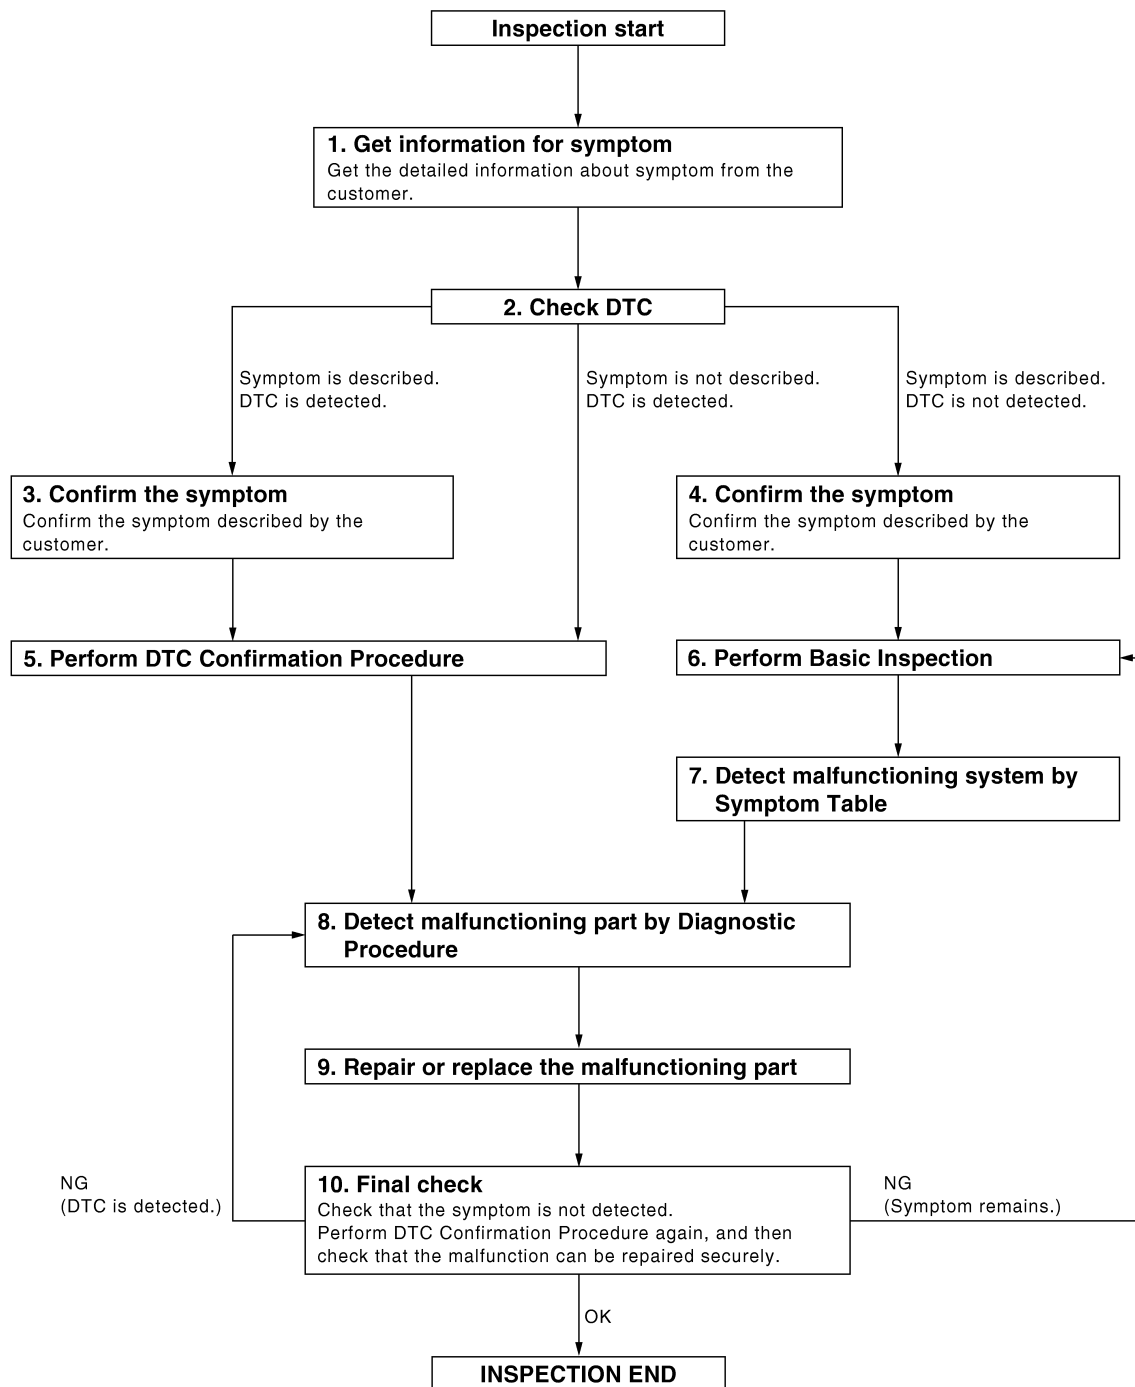 Inspection start
1. Get information for symptom
Get the detailed information about symptom from the
customer.
2. Check DTC
Symptom is described.
DTC is detected.
Symptom is not described.
DTC is detected.
Symptom is described.
DTC is not detected.
3. Confirm the symptom
Confirm the symptom described by the
customer.
4. Confirm the symptom
Confirm the symptom described by the
customer.
5. Perform DTC Confirmation Procedure
6. Perform Basic Inspection
7. Detect malfunctioning system by
Symptom Table
8. Detect malfunctioning part by Diagnostic
Procedure
9. Repair or replace the malfunctioning part
NG
(DTC is detected.)
10. Final check
Check that the symptom is not detected.
Perform DTC Confirmation Procedure again, and then
check that the malfunction can be repaired securely.
NG
(Symptom remains.)
OK
INSPECTION END